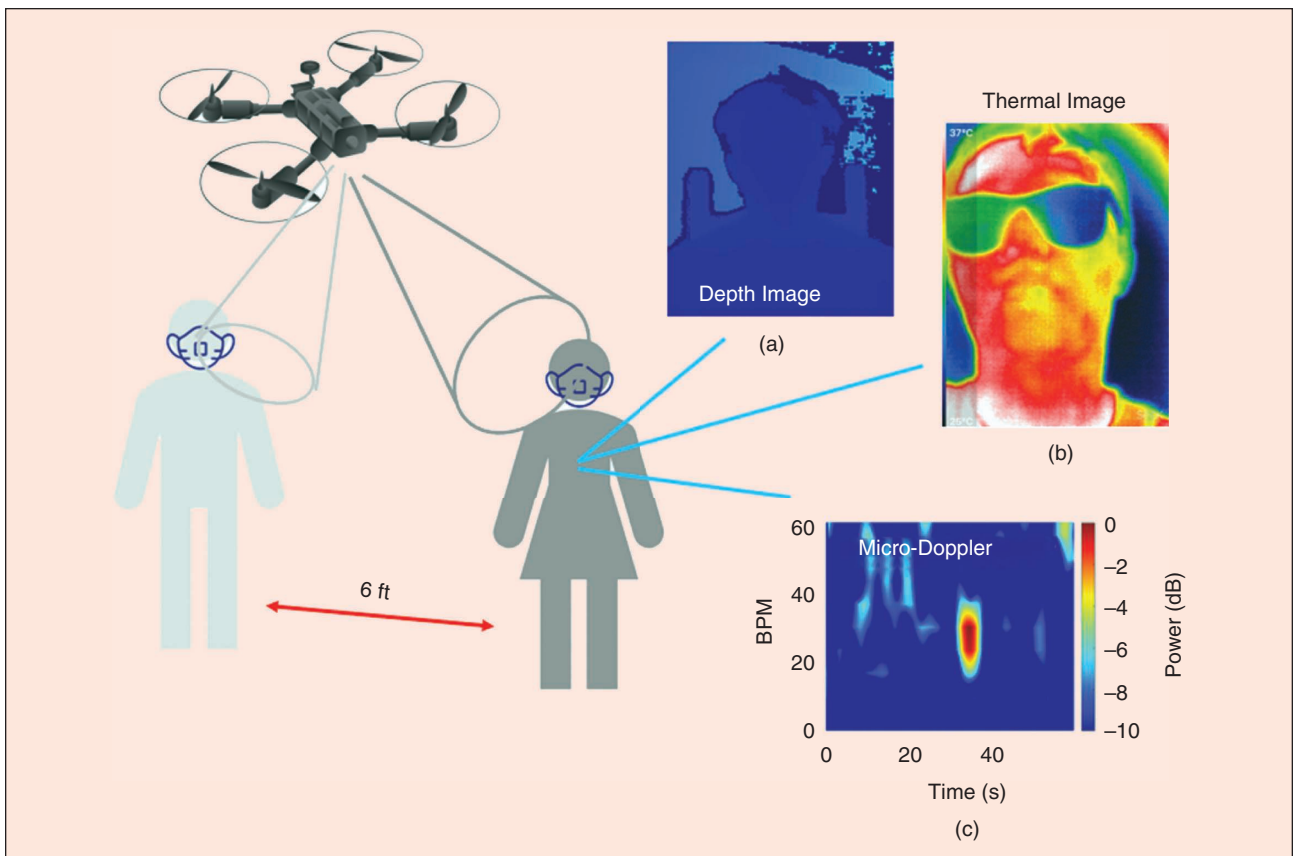 Depth Image
(a)
Thermal Image
37°C
25°C
(b)
6 ft
Micro-Doppler
60
40
20
0
BPM
0
20
40
Time (s)
0
–2
–4
–6
–8
–10
Power (dB)
(c)